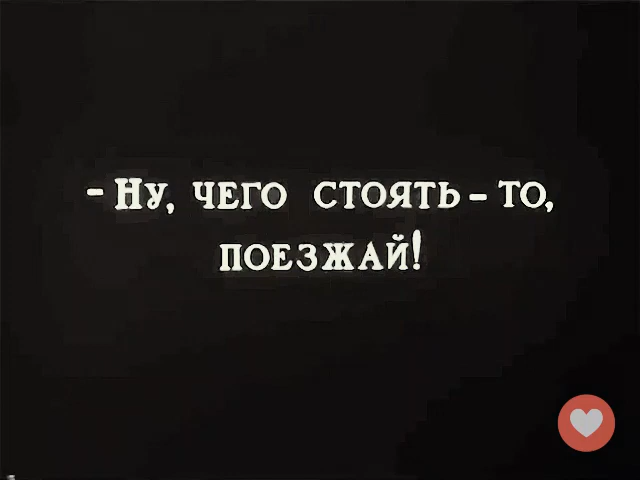 - Ну, чего стоять - то,
поезжай!